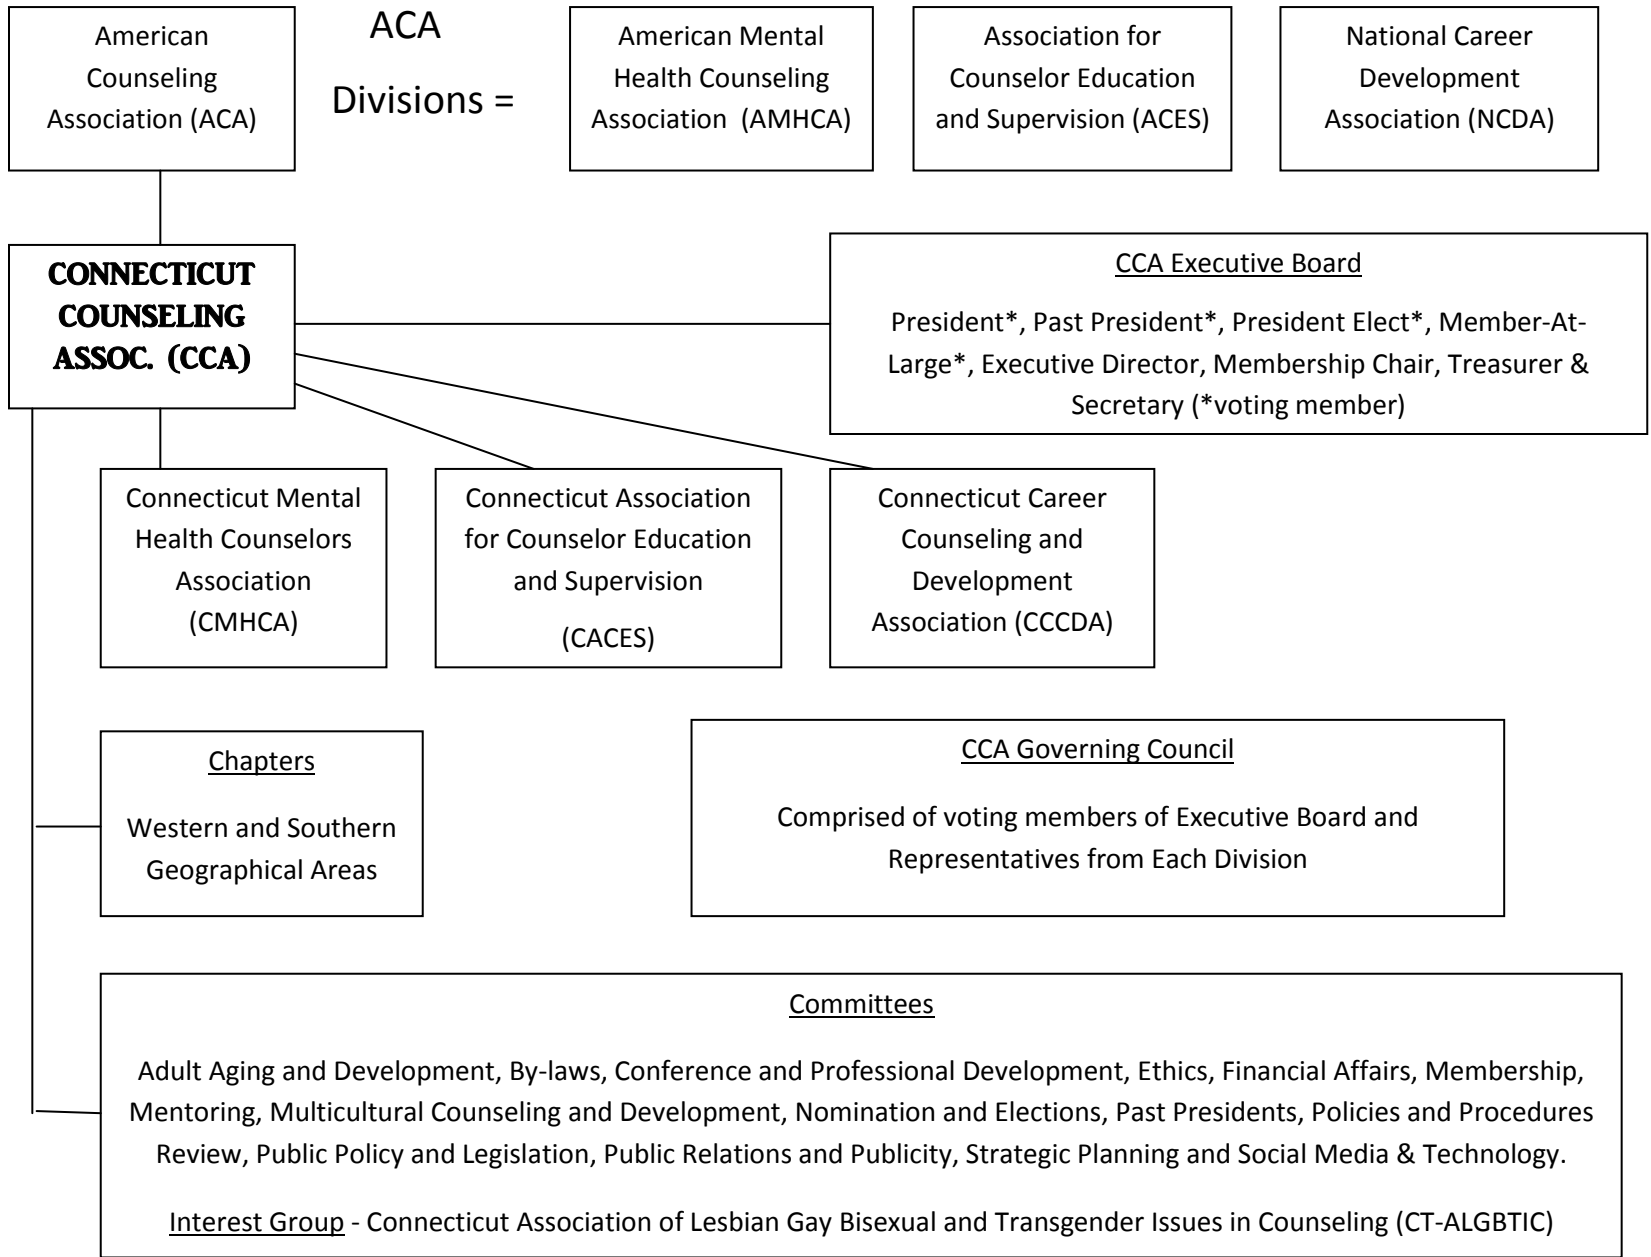 American
Counseling
Association (ACA)
ACA
Divisions =
American Mental
Health Counseling
Association (AMHCA)
Association for
Counselor Education
and Supervision (ACES)
National Career
Development
Association (NCDA)
CONNECTICUT
COUNSELING
ASSOC. (CCA)
CCA Executive Board
President*, Past President*, President Elect*, Member-At-
Large*, Executive Director, Membership Chair, Treasurer &
Secretary (*voting member)
Connecticut Mental
Health Counselors
Association
(CMHCA)
Connecticut Association
for Counselor Education
and Supervision
(CACES)
Connecticut Career
Counseling and
Development
Association (CCCDA)
Chapters
Western and Southern
Geographical Areas
CCA Governing Council
Comprised of voting members of Executive Board and
Representatives from Each Division
Committees
Adult Aging and Development, By-laws, Conference and Professional Development, Ethics, Financial Affairs, Membership,
Mentoring, Multicultural Counseling and Development, Nomination and Elections, Past Presidents, Policies and Procedures
Review, Public Policy and Legislation, Public Relations and Publicity, Strategic Planning and Social Media & Technology.
Interest Group - Connecticut Association of Lesbian Gay Bisexual and Transgender Issues in Counseling (CT-ALGBTIC)